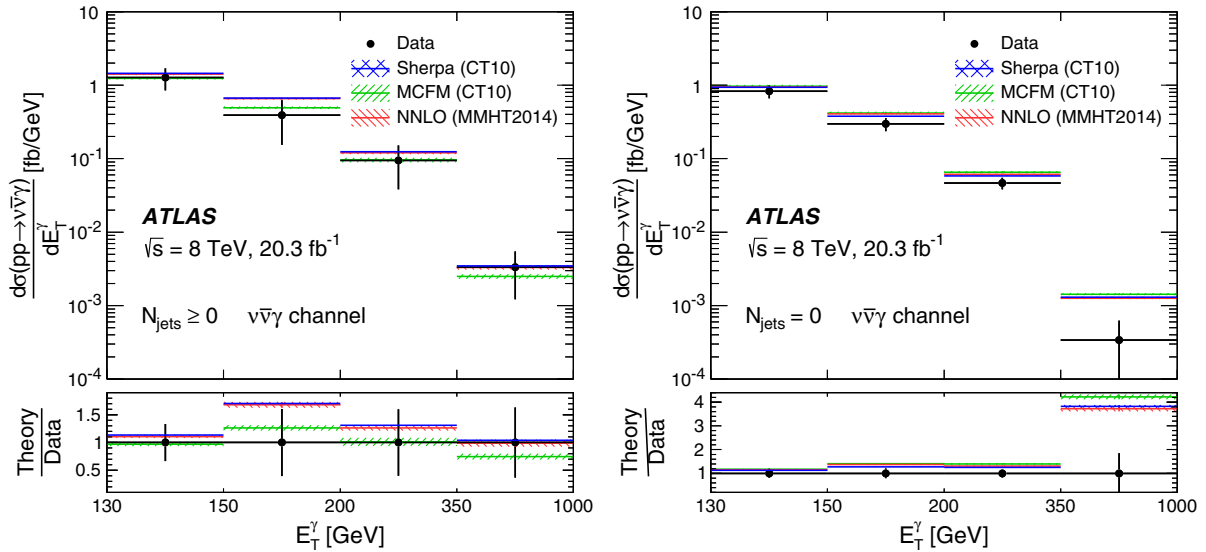 10
1
10⁻¹
10⁻²
10⁻³
10⁻⁴
dσ(pp→νν̅γ)
dE_T^γ
[fb/GeV]
Data
Sherpa (CT10)
MCFM (CT10)
NNLO (MMHT2014)
ATLAS
√s = 8 TeV, 20.3 fb⁻¹
N_jets ≥ 0 νν̅γ channel
Theory
Data
1.5
1
0.5
130 150 200 350 1000
E_T^γ [GeV]
10
1
10⁻¹
10⁻²
10⁻³
10⁻⁴
dσ(pp→νν̅γ)
dE_T^γ
[fb/GeV]
Data
Sherpa (CT10)
MCFM (CT10)
NNLO (MMHT2014)
ATLAS
√s = 8 TeV, 20.3 fb⁻¹
N_jets = 0 νν̅γ channel
Theory
Data
4
3
2
1
130 150 200 350 1000
E_T^γ [GeV]